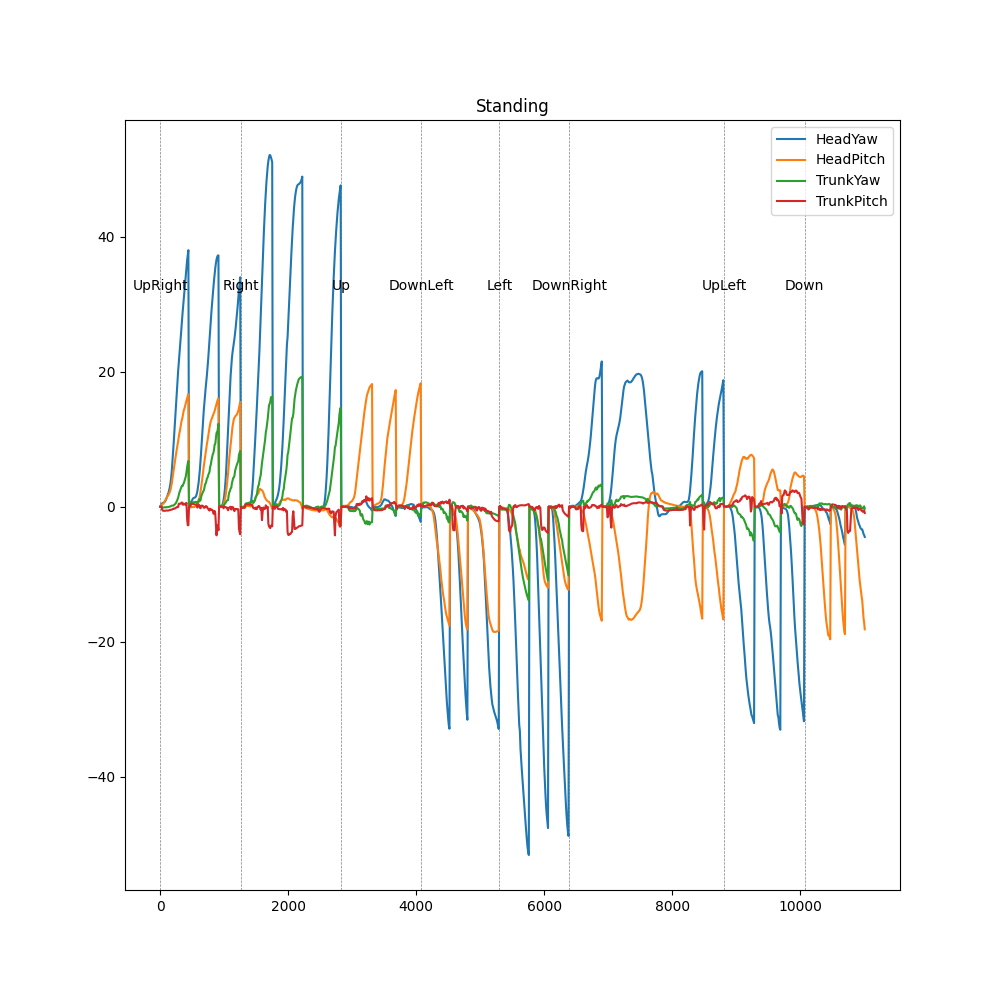 Standing
HeadYaw
HeadPitch
TrunkYaw
TrunkPitch
40
20
0
−20
−40
UpRight
Right
Up
DownLeft
Left
DownRight
UpLeft
Down
0
2000
4000
6000
8000
10000